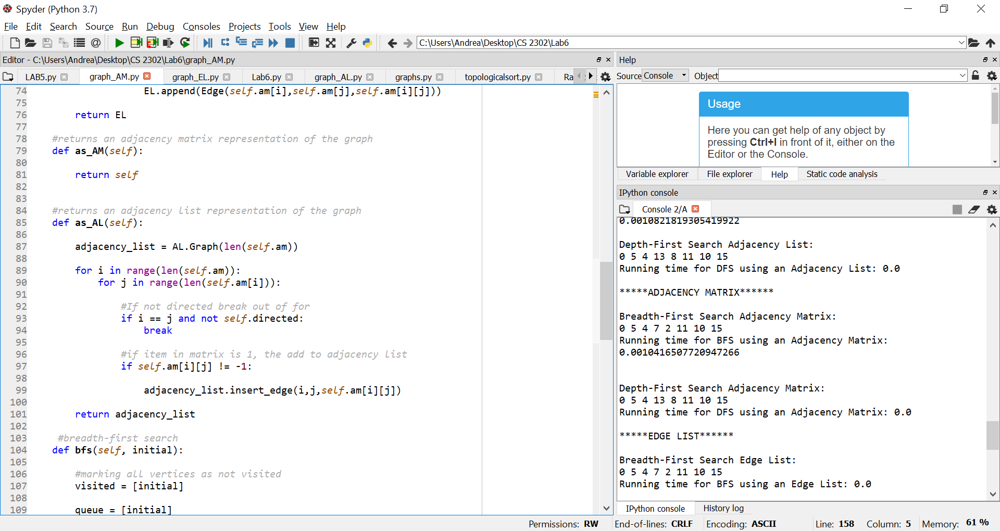 Spyder (Python 3.7)
File Edit Search Source Run Debug Consoles Projects Tools View Help
C:\Users\Andrea\Desktop\CS 2302\Lab6
Editor - C:\Users\Andrea\Desktop\CS 2302\Lab6\graph_AM.py
LAB5.py graph_AM.py graph_EL.py Lab6.py graph_AL.py graphs.py topologicalsort.py Ra
74 EL.append(Edge(self.am[i],self.am[j],self.am[i][j]))
75
76 return EL
77
78 #returns an adjacency matrix representation of the graph
79 def as_AM(self):
80
81 return self
82
83
84 #returns an adjacency list representation of the graph
85 def as_AL(self):
86
87 adjacency_list = AL.Graph(len(self.am))
88
89 for i in range(len(self.am)):
90 for j in range(len(self.am[i])):
91
92 #If not directed break out of for
93 if i == j and not self.directed:
94 break
95
96 #if item in matrix is 1, the add to adjacency list
97 if self.am[i][j] != -1:
98
99 adjacency_list.insert_edge(i,j,self.am[i][j])
100
101 return adjacency_list
102
103 #breadth-first search
104 def bfs(self, initial):
105
106 #marking all vertices as not visited
107 visited = [initial]
108
109 queue = [initial]
Help
Source Console Object
Usage
Here you can get help of any object by
pressing Ctrl+I in front of it, either on the
Editor or the Console.
Variable explorer File explorer Help Static code analysis
IPython console
Console 2/A
0.0010821819305419922
Depth-First Search Adjacency List:
0 5 4 13 8 11 10 15
Running time for DFS using an Adjacency List: 0.0
*****ADJACENCY MATRIX******
Breadth-First Search Adjacency Matrix:
0 5 4 7 2 11 10 15
Running time for BFS using an Adjacency Matrix:
0.0010416507720947266
Depth-First Search Adjacency Matrix:
0 5 4 13 8 11 10 15
Running time for DFS using an Adjacency Matrix: 0.0
*****EDGE LIST******
Breadth-First Search Edge List:
0 5 4 7 2 11 10 15
Running time for BFS using an Edge List: 0.0
IPython console History log
Permissions: RW End-of-lines: CRLF Encoding: ASCII Line: 158 Column: 5 Memory: 61 %